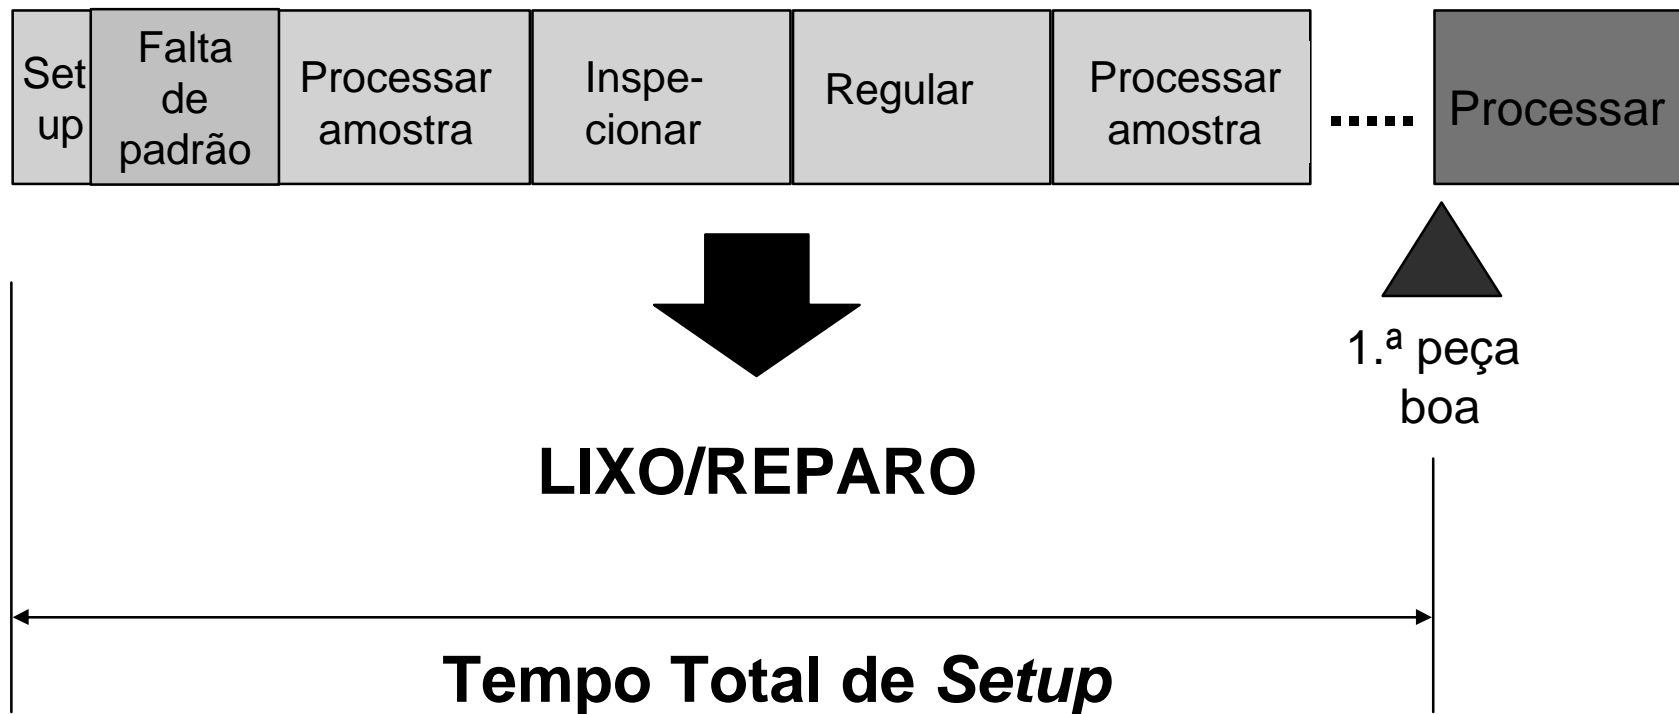 Set
up
Falta
de
padrão
Processar
amostra
Inspe-
cionar
Regular
Processar
amostra
Processar
1.ª peça
boa
LIXO/REPARO
Tempo Total de Setup